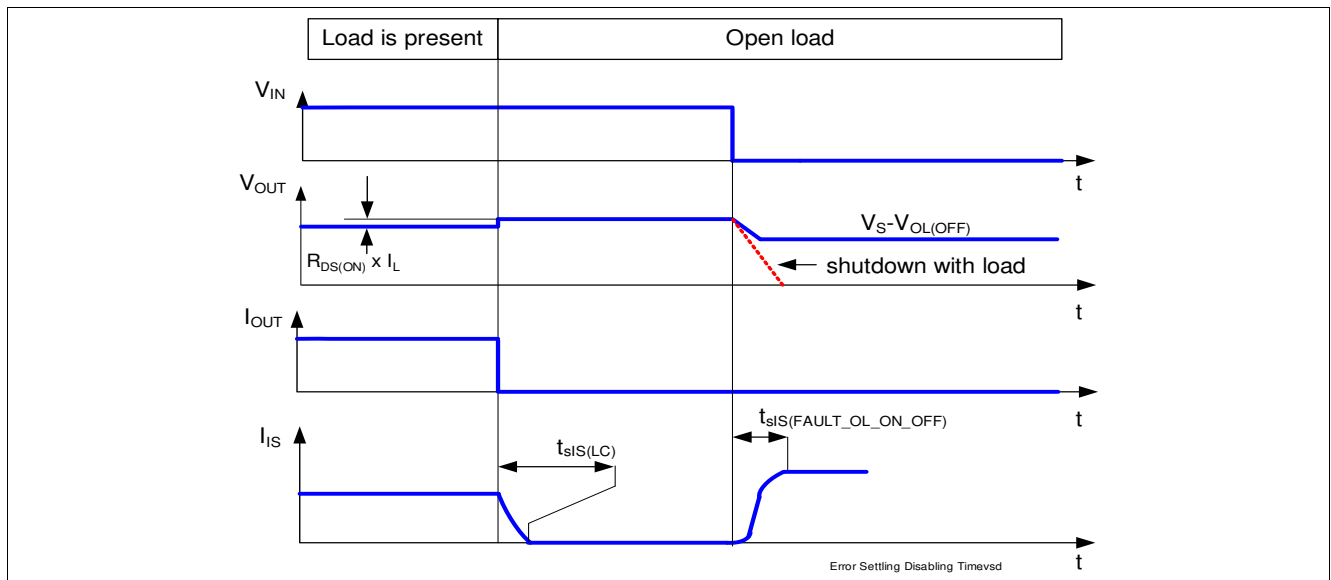 Load is present
Open load
VIN
t
VOUT
RDS(ON) x IL
VS-VOL(OFF)
shutdown with load
t
IOUT
t
IIS
tsIS(LC)
tsIS(FAULT_OL_ON_OFF)
t
Error Settling Disabling Timevsd